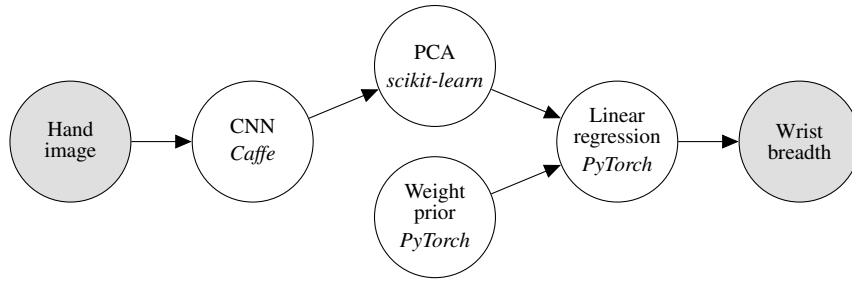 Hand
image
CNN
Caffe
PCA
scikit-learn
Weight
prior
PyTorch
Linear
regression
PyTorch
Wrist
breadth